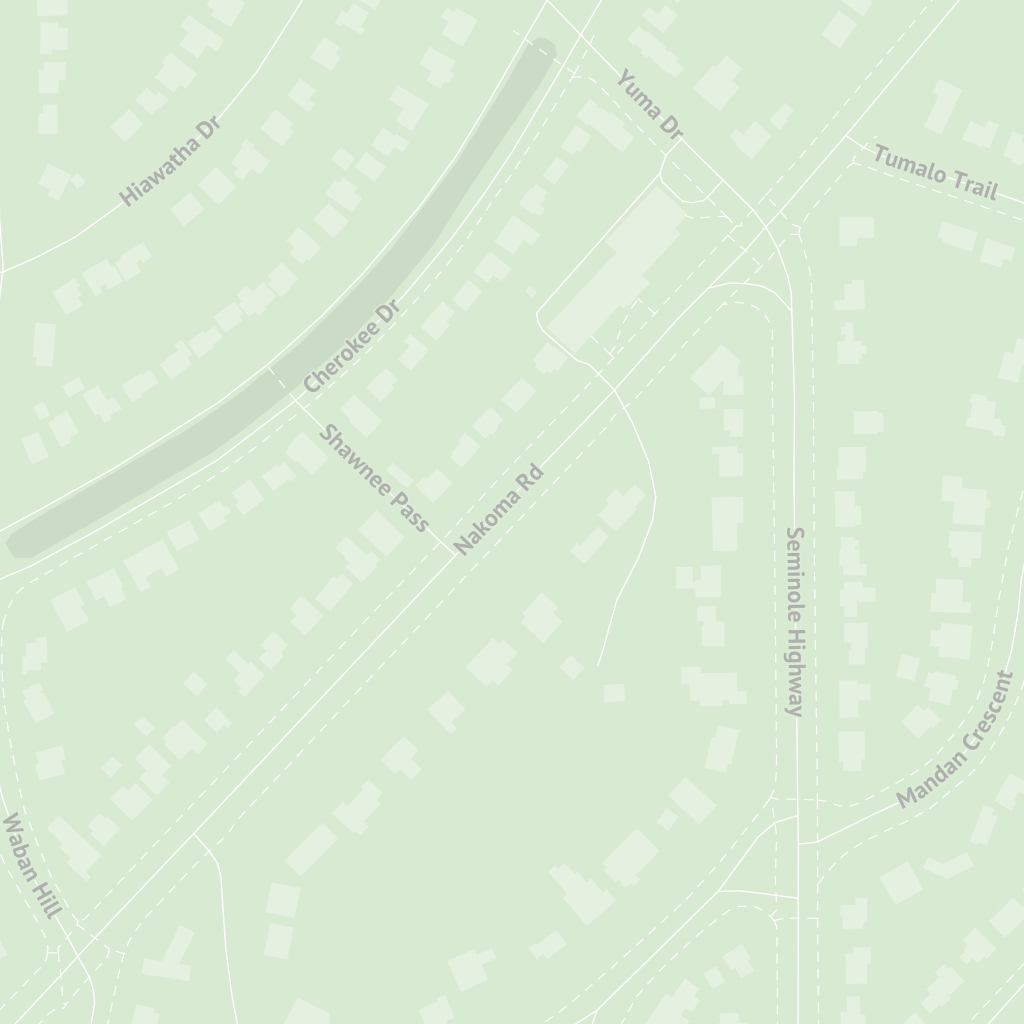 Yuma Dr
Hiawatha Dr
Tumalo Trail
Cherokee Dr
Shawnee Pass
Nakoma Rd
Seminole Highway
Mandan Crescent
Waban Hill